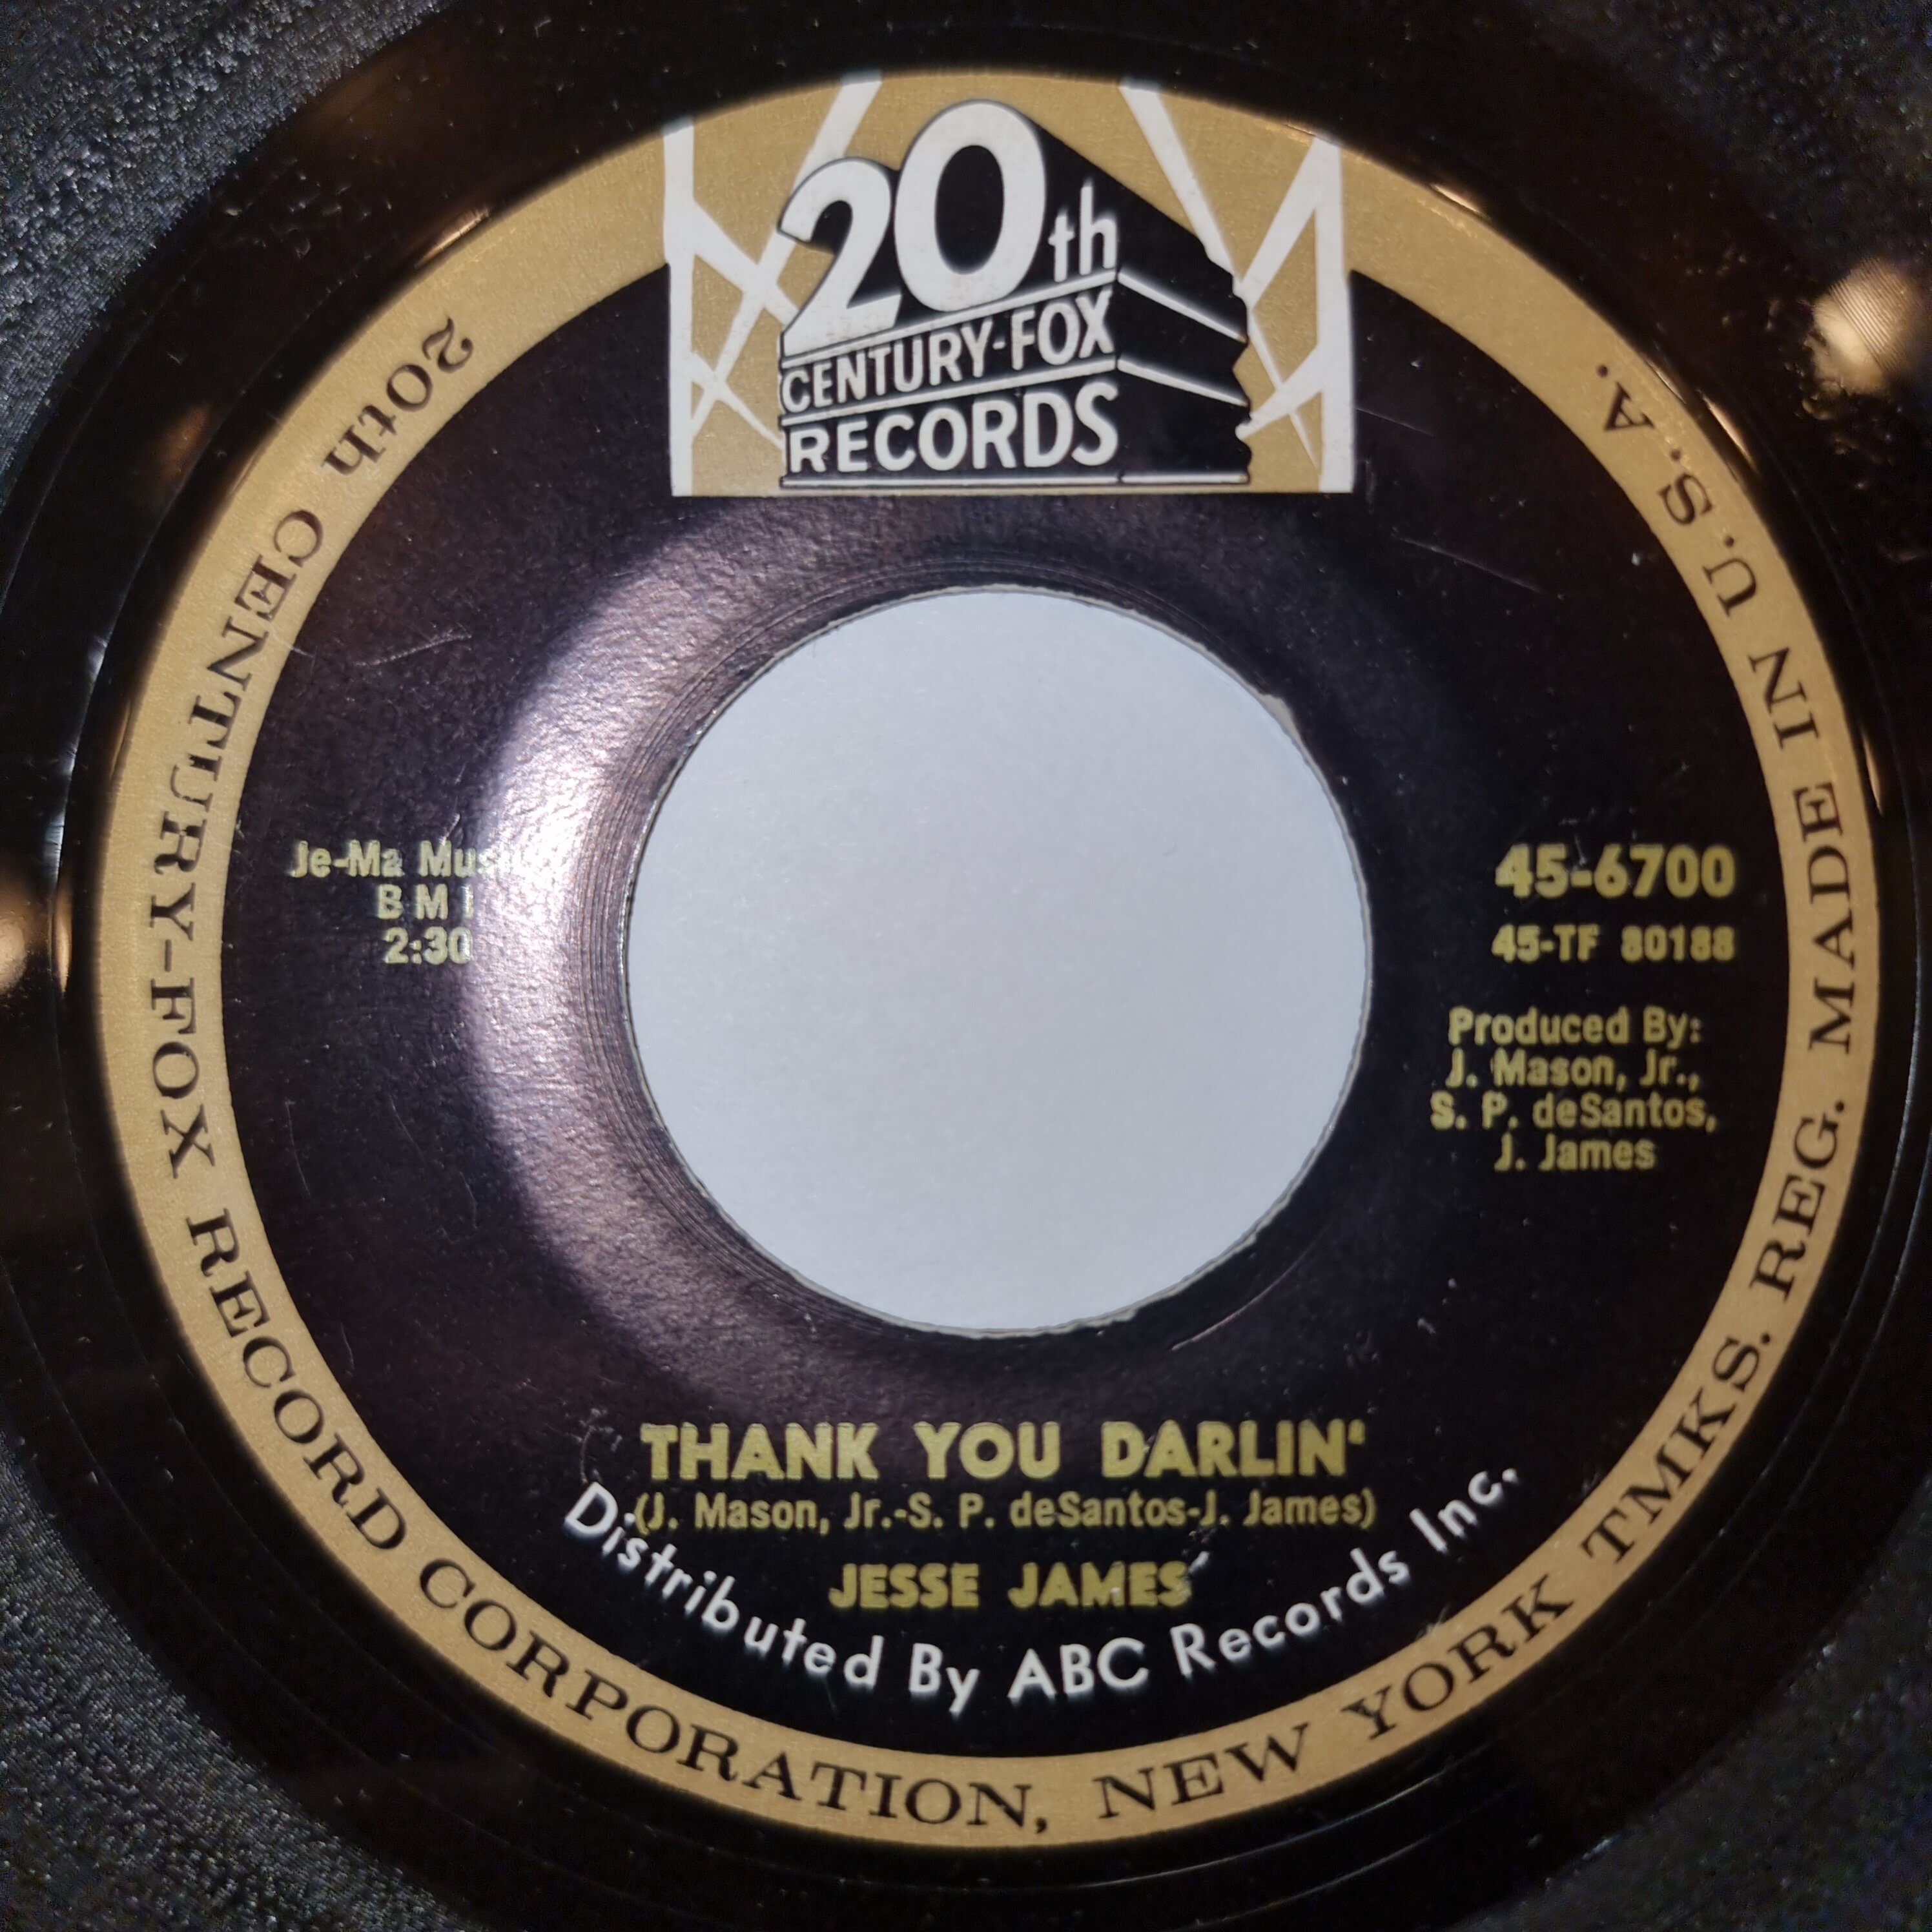 20th
CENTURY-FOX
RECORDS
Je-Ma Music
B M I
2:30
45-6700
45-TF 80188
Produced By:
J. Mason, Jr.,
S. P. deSantos,
J. James
THANK YOU DARLIN'
(J. Mason, Jr.-S. P. deSantos-J. James)
JESSE JAMES
Distributed By ABC Records Inc.
20th CENTURY-FOX RECORD CORPORATION, NEW YORK TMKS. REG. MADE IN U.S.A.